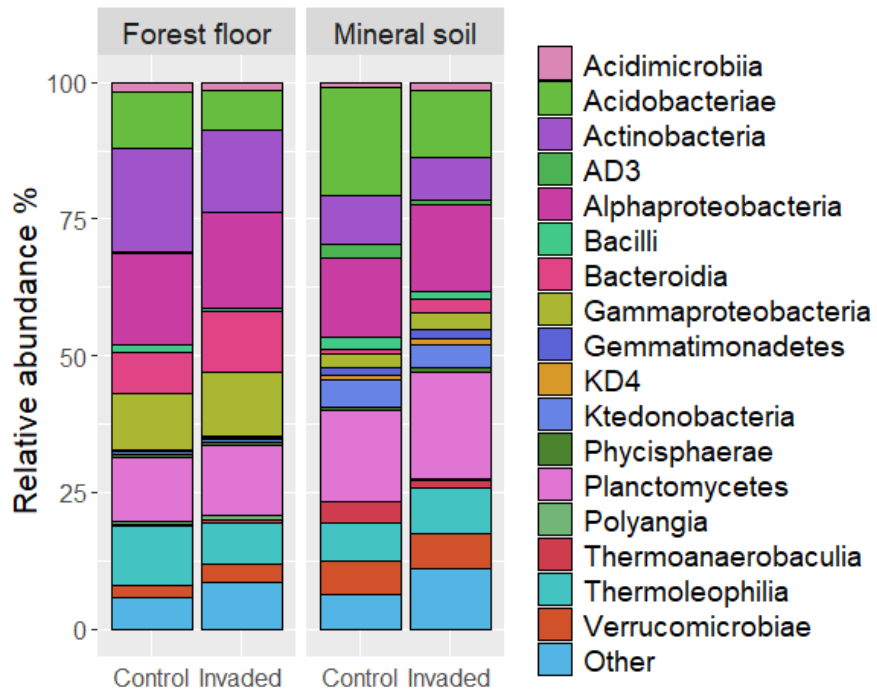 Forest floor
Mineral soil
Relative abundance %
100
75
50
25
0
Control
Invaded
Control
Invaded
Acidimicrobiia
Acidobacteriae
Actinobacteria
AD3
Alphaproteobacteria
Bacilli
Bacteroidia
Gammaproteobacteria
Gemmatimonadetes
KD4
Ktedonobacteria
Phycisphaerae
Planctomycetes
Polyangia
Thermoanaerobaculia
Thermoleophilia
Verrucomicrobiae
Other